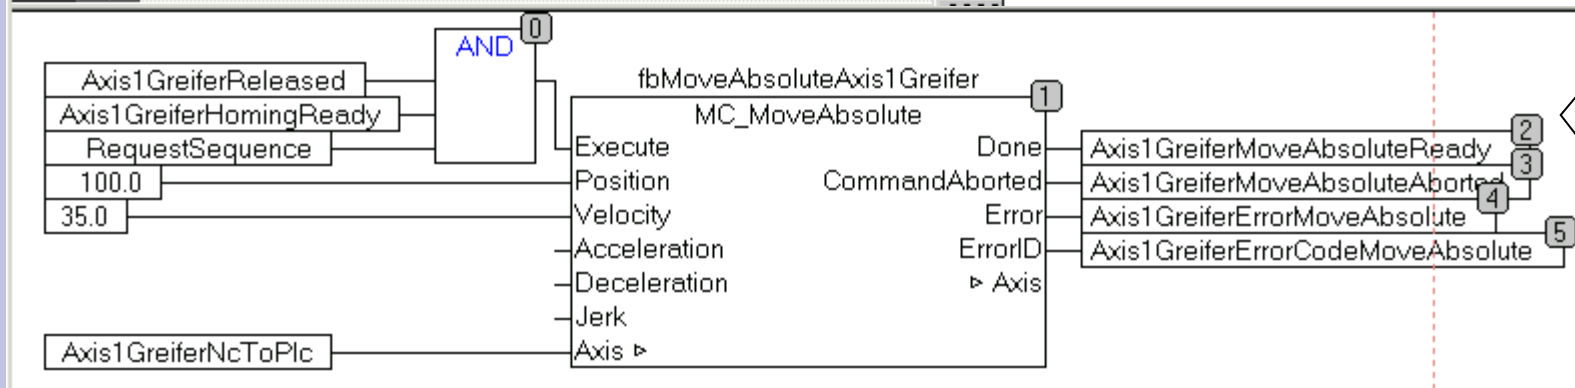 0
AND
Axis1GreiferReleased
fbMoveAbsoluteAxis1Greifer
1
Axis1GreiferHomingReady
MC_MoveAbsolute
2
RequestSequence
Execute
Done
Axis1GreiferMoveAbsoluteReady
3
100.0
Position
CommandAborted
Axis1GreiferMoveAbsoluteAborted
4
35.0
Velocity
Error
Axis1GreiferErrorMoveAbsolute
5
Acceleration
ErrorID
Axis1GreiferErrorCodeMoveAbsolute
Deceleration
Axis
Jerk
Axis1GreiferNcToPlc
Axis